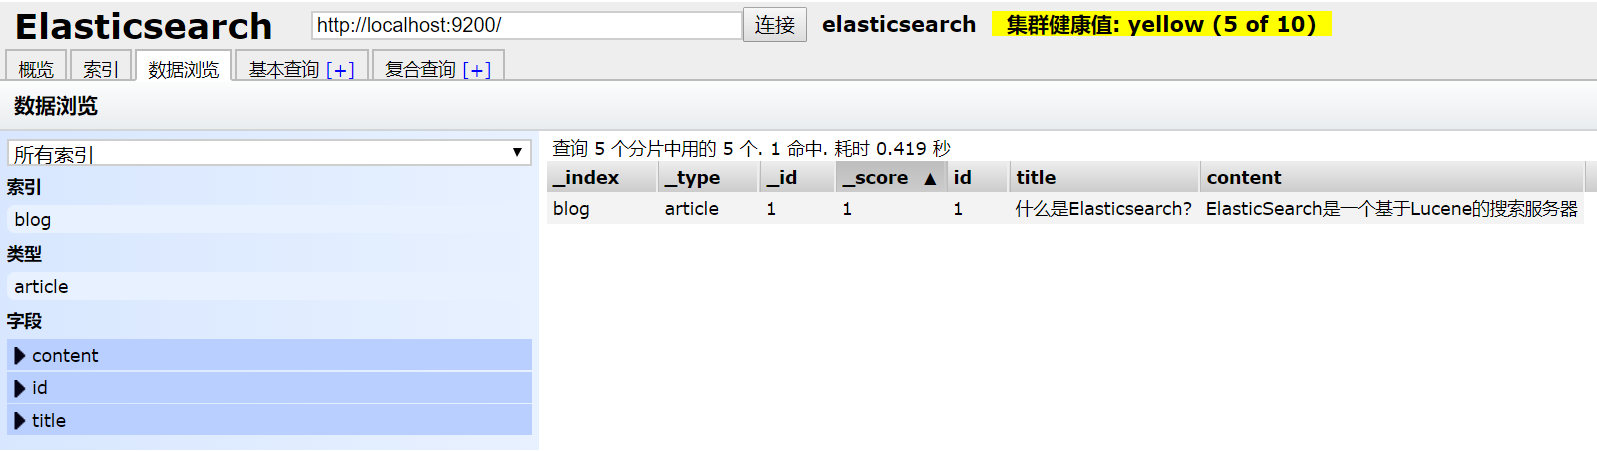 Elasticsearch http://localhost:9200/ 连接 elasticsearch 集群健康值: yellow (5 of 10)
概览 索引 数据浏览 基本查询 [+] 复合查询 [+]
数据浏览
所有索引
索引
blog
类型
article
字段
content
id
title
查询 5 个分片中用的 5 个. 1 命中. 耗时 0.419 秒
_index _type _id _score ▲ id title content
blog article 1 1 1 什么是Elasticsearch? ElasticSearch是一个基于Lucene的搜索服务器